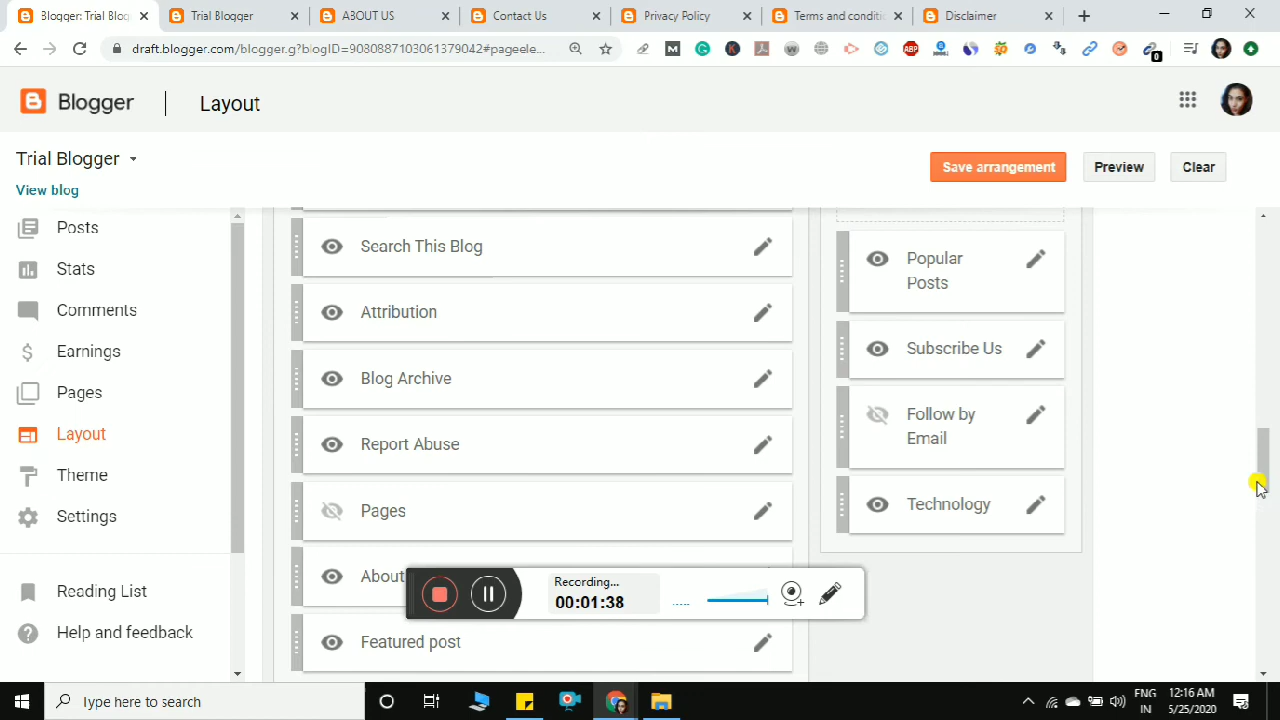 Blogger: Trial Blog
Trial Blogger
ABOUT US
Contact Us
Privacy Policy
Terms and conditi
Disclaimer
draft.blogger.com/blogger.g?blogID=9080887103061379042#pageele...
ABP
0
Blogger
Layout
Trial Blogger
View blog
Save arrangement
Preview
Clear
Posts
Stats
Comments
Earnings
Pages
Layout
Theme
Settings
Reading List
Help and feedback
Search This Blog
Attribution
Blog Archive
Report Abuse
Pages
About
Featured post
Popular
Posts
Subscribe Us
Follow by
Email
Technology
Recording...
00:01:38
Type here to search
ENG
IN
12:16 AM
5/25/2020